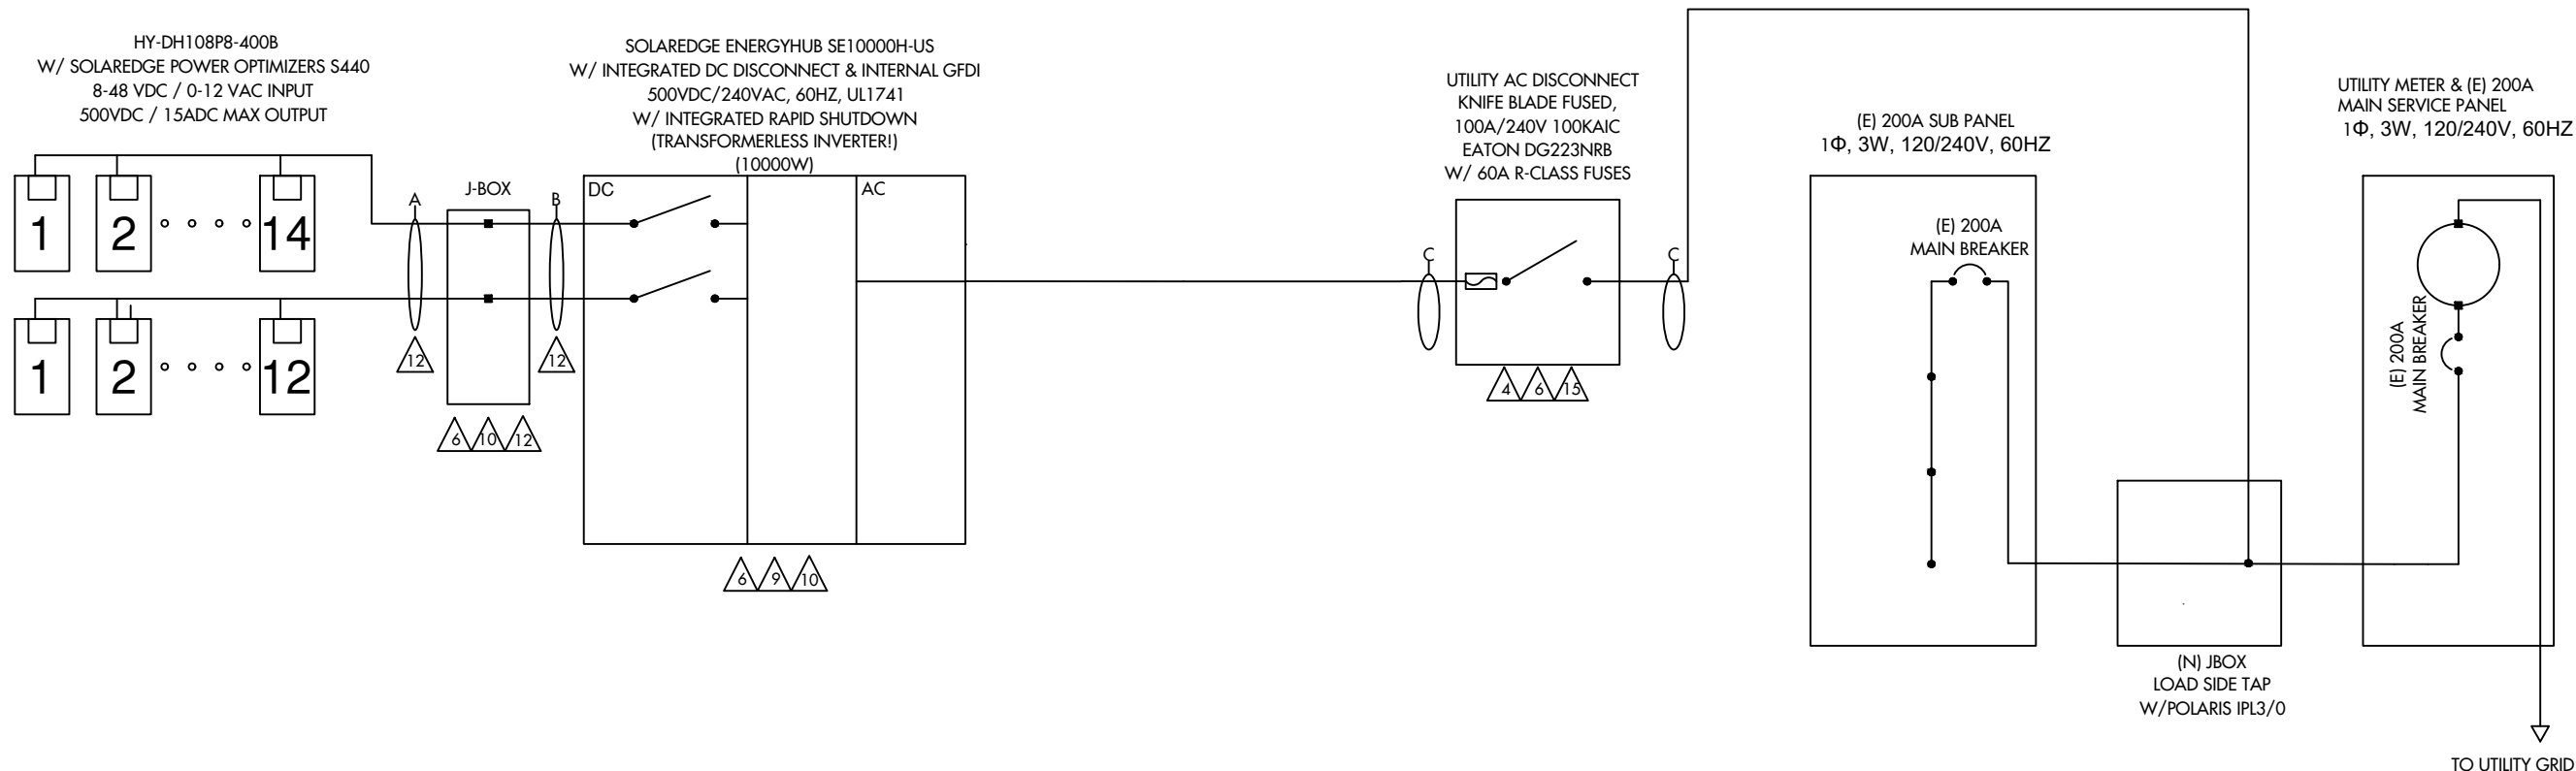 HY-DH108P8-400B
W/ SOLAREDGE POWER OPTIMIZERS S440
8-48 VDC / 0-12 VAC INPUT
500VDC / 15ADC MAX OUTPUT
1
2
14
1
2
12
A
12
J-BOX
6
10
12
B
12
SOLAREDGE ENERGYHUB SE10000H-US
W/ INTEGRATED DC DISCONNECT & INTERNAL GFDI
500VDC/240VAC, 60HZ, UL1741
W/ INTEGRATED RAPID SHUTDOWN
(TRANSFORMERLESS INVERTER!)
(10000W)
DC
AC
6
9
10
UTILITY AC DISCONNECT
KNIFE BLADE FUSED,
100A/240V 100KAIC
EATON DG223NRB
W/ 60A R-CLASS FUSES
C
C
4
6
15
(E) 200A SUB PANEL
1Φ, 3W, 120/240V, 60HZ
(E) 200A
MAIN BREAKER
(N) JBOX
LOAD SIDE TAP
W/POLARIS IPL3/0
UTILITY METER & (E) 200A
MAIN SERVICE PANEL
1Φ, 3W, 120/240V, 60HZ
(E) 200A
MAIN BREAKER
TO UTILITY GRID